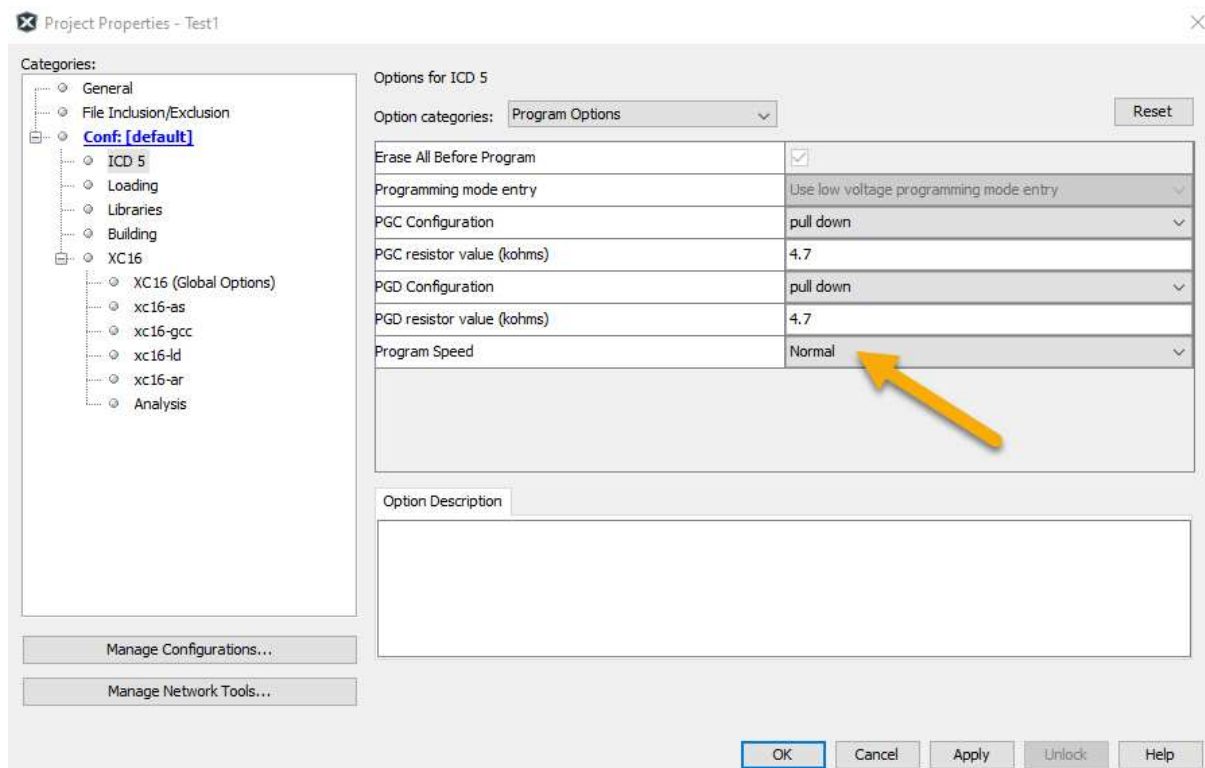 Project Properties - Test1
Categories:
General
File Inclusion/Exclusion
Conf: [default]
ICD 5
Loading
Libraries
Building
XC16
XC16 (Global Options)
xc16-as
xc16-gcc
xc16-ld
xc16-ar
Analysis
Manage Configurations...
Manage Network Tools...
Options for ICD 5
Option categories: Program Options
Reset
Erase All Before Program
Programming mode entry Use low voltage programming mode entry
PGC Configuration pull down
PGC resistor value (kohms) 4.7
PGD Configuration pull down
PGD resistor value (kohms) 4.7
Program Speed Normal
Option Description
OK Cancel Apply Unlock Help